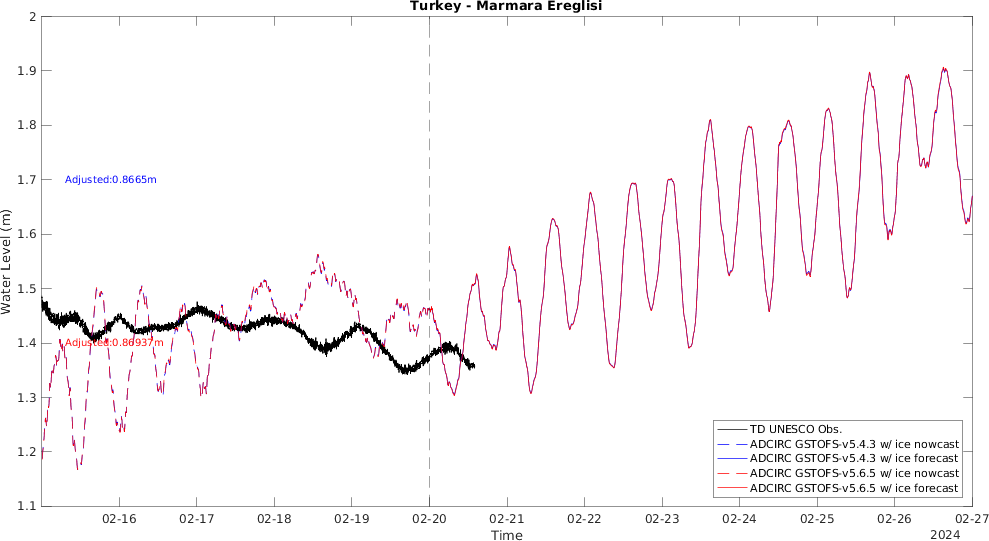 Turkey - Marmara Ereglisi
2
1.9
1.8
1.7
1.6
1.5
1.4
1.3
1.2
1.1
Water Level (m)
Adjusted:0.8665m
Adjusted:0.86937m
TD UNESCO Obs.
ADCIRC GSTOFS-v5.4.3 w/ ice nowcast
ADCIRC GSTOFS-v5.4.3 w/ ice forecast
ADCIRC GSTOFS-v5.6.5 w/ ice nowcast
ADCIRC GSTOFS-v5.6.5 w/ ice forecast
02-16 02-17 02-18 02-19 02-20 02-21 02-22 02-23 02-24 02-25 02-26 02-27
Time
2024